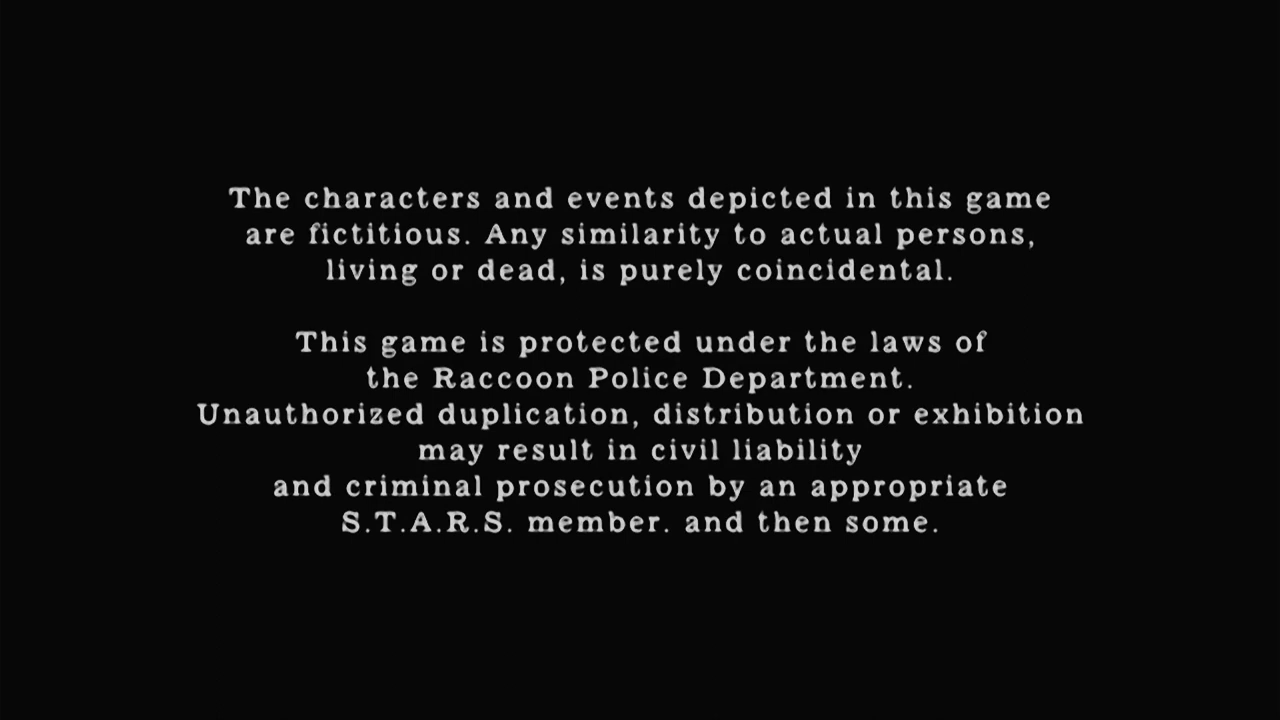 The characters and events depicted in this game
are fictitious. Any similarity to actual persons,
living or dead, is purely coincidental.
This game is protected under the laws of
the Raccoon Police Department.
Unauthorized duplication, distribution or exhibition
may result in civil liability
and criminal prosecution by an appropriate
S.T.A.R.S. member. and then some.